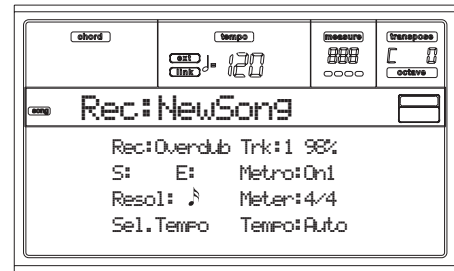 chord tempo measure transpose
ext
link
♩= 120 888 C 0
octave
song Rec:NewSong
Rec:Overdub Trk:1 98%
S: E: Metro:On1
Resol: 𝅘𝅥𝅯 Meter:4/4
Sel.Tempo Tempo:Auto